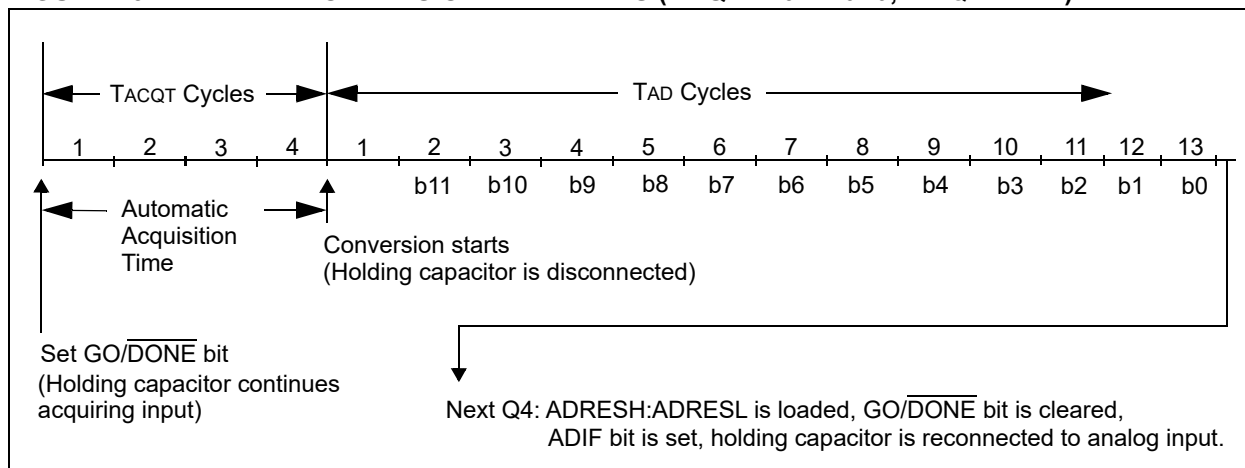 TACQT Cycles
TAD Cycles
1 2 3 4 1 2 3 4 5 6 7 8 9 10 11 12 13
b11 b10 b9 b8 b7 b6 b5 b4 b3 b2 b1 b0
Automatic
Acquisition
Time
Conversion starts
(Holding capacitor is disconnected)
Set GO/DONE bit
(Holding capacitor continues
acquiring input)
Next Q4: ADRESH:ADRESL is loaded, GO/DONE bit is cleared,
ADIF bit is set, holding capacitor is reconnected to analog input.